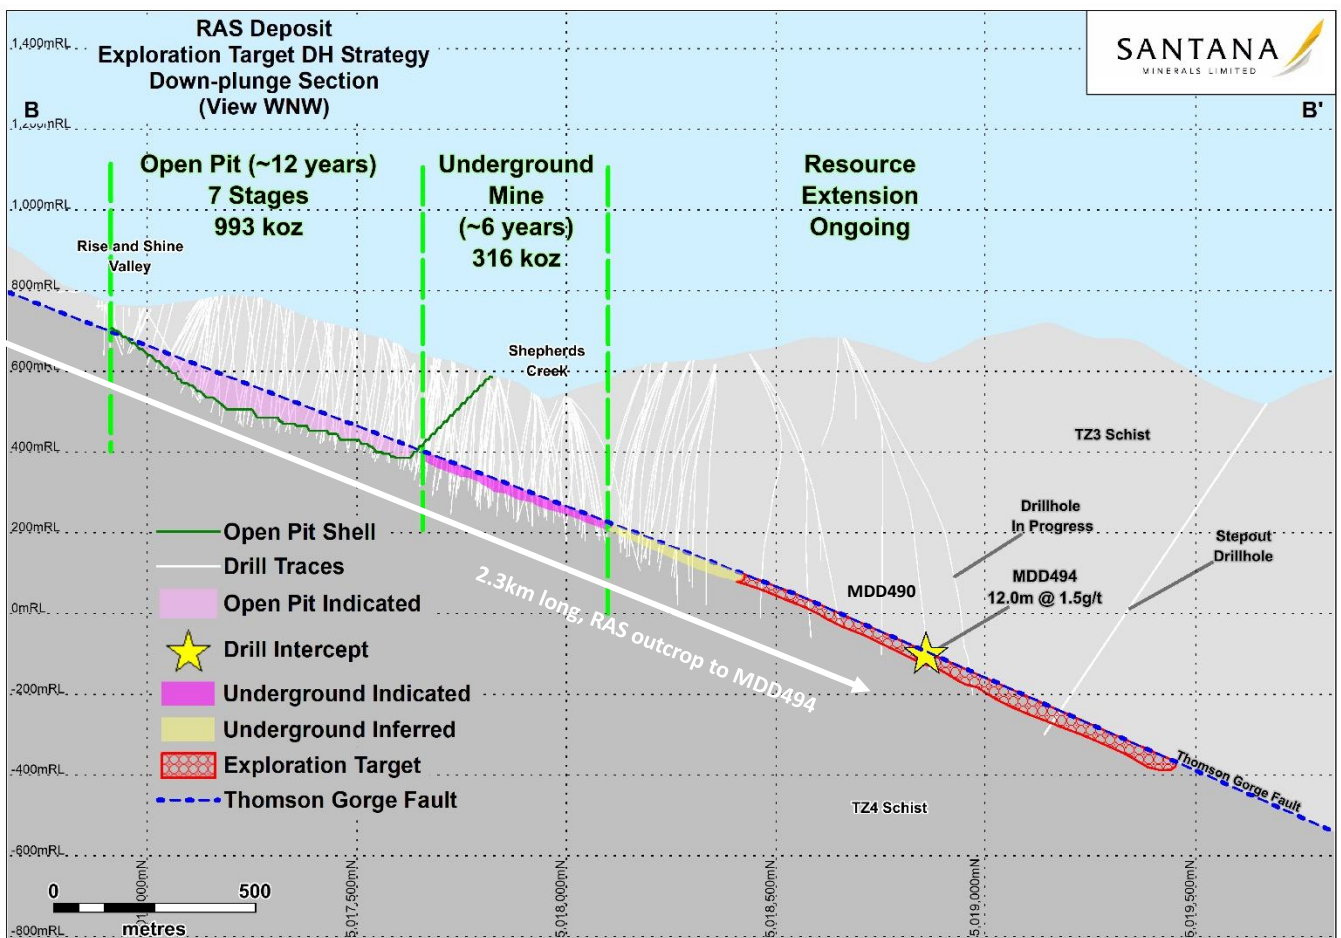 RAS Deposit
Exploration Target DH Strategy
Down-plunge Section
(View WNW)
SANTANA
MINERALS LIMITED
B
B'
1,400mRL
1,200mRL
1,000mRL
800mRL
600mRL
400mRL
200mRL
0mRL
-200mRL
-400mRL
-600mRL
-800mRL
Open Pit (~12 years)
7 Stages
993 koz
Underground
Mine
(~6 years)
316 koz
Resource
Extension
Ongoing
Rise and Shine
Valley
Shepherds
Creek
TZ3 Schist
Drillhole
In Progress
Stepout
Drillhole
MDD490
MDD494
12.0m @ 1.5g/t
2.3km long, RAS outcrop to MDD494
Open Pit Shell
Drill Traces
Open Pit Indicated
Drill Intercept
Underground Indicated
Underground Inferred
Exploration Target
Thomson Gorge Fault
Thomson Gorge Fault
TZ4 Schist
0 500
metres
5,017,500mN
5,018,000mN
5,018,500mN
5,019,000mN
5,019,500mN